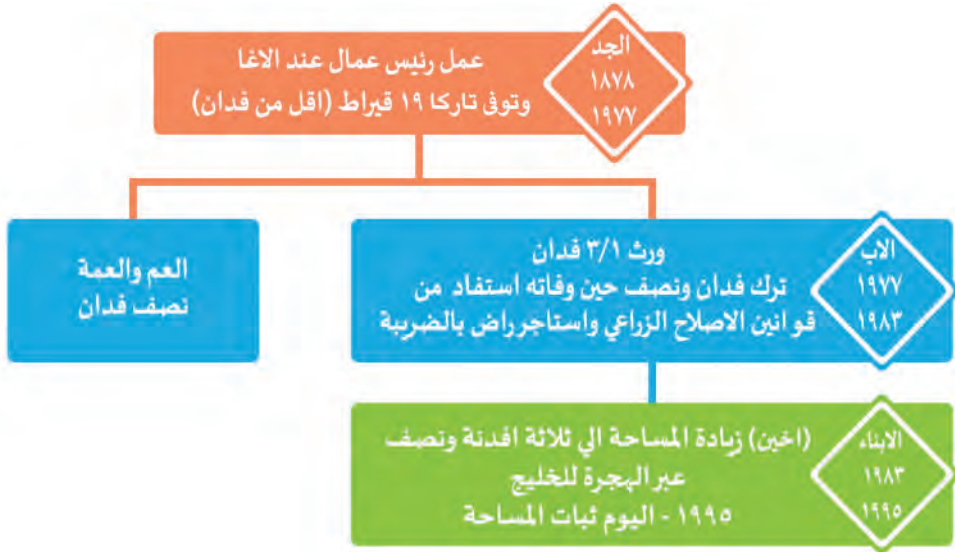 الجد
١٨٧٨
١٩٧٧
عمل رئيس عمال عند الاغا
وتوفى تاركا ١٩ قيراط (اقل من فدان)
الاب
١٩٧٧
١٩٨٣
ورث ٣/١ فدان
ترك فدان ونصف حين وفاته استفاد من
قوانين الاصلاح الزراعي واستاجر راض بالضريبة
العم والعمة
نصف فدان
الابناء
١٩٨٣
١٩٩٥
(اخين) زيادة المساحة الي ثلاثة افدنة ونصف
عبر الهجرة للخليج
١٩٩٥ - اليوم ثبات المساحة